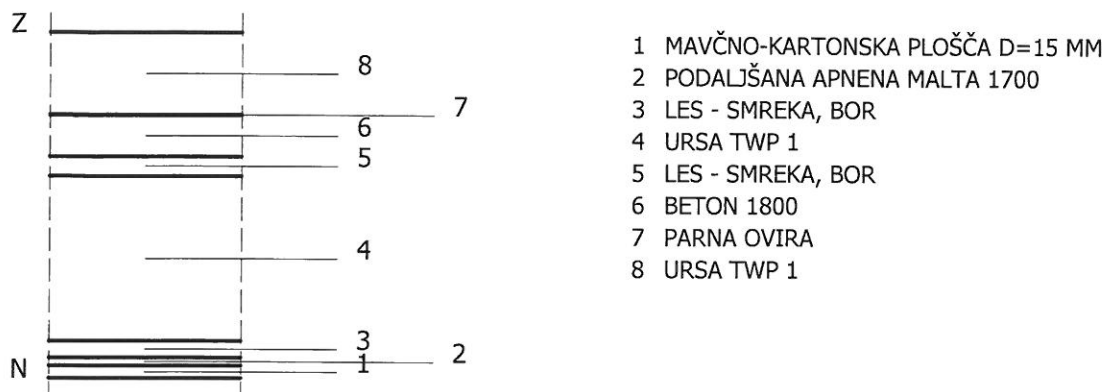 Z
8
7
6
5
4
3
2
1
N
1 MAVČNO-KARTONSKA PLOŠČA D=15 MM
2 PODALJŠANA APNENA MALTA 1700
3 LES - SMREKA, BOR
4 URSA TWP 1
5 LES - SMREKA, BOR
6 BETON 1800
7 PARNA OVIRA
8 URSA TWP 1